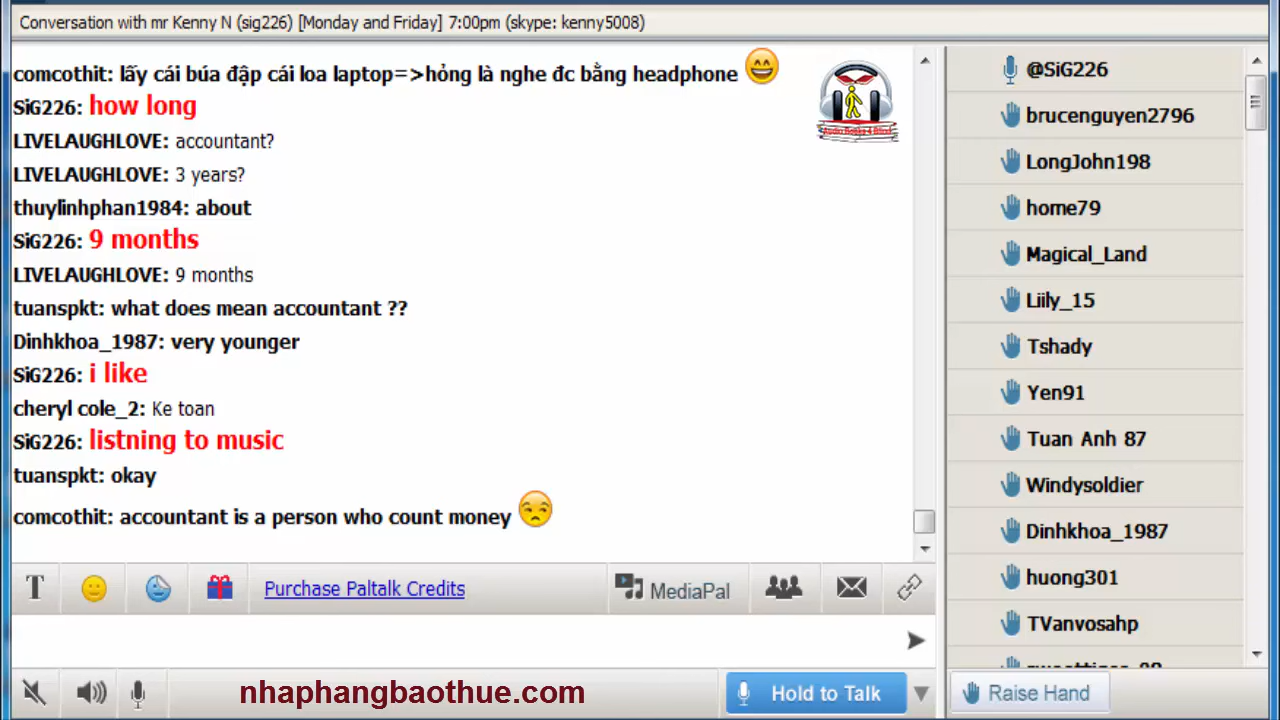 Conversation with mr Kenny N (sig226) [Monday and Friday] 7:00pm (skype: kenny5008)
comcothit: lấy cái búa đập cái loa laptop=>hỏng là nghe đc bằng headphone
SiG226: how long
LIVELAUGHLOVE: accountant?
LIVELAUGHLOVE: 3 years?
thuylinhphan1984: about
SiG226: 9 months
LIVELAUGHLOVE: 9 months
tuanspkt: what does mean accountant ??
Dinhkhoa_1987: very younger
SiG226: i like
cheryl cole_2: Ke toan
SiG226: listning to music
tuanspkt: okay
comcothit: accountant is a person who count money
Audio Books 4 Blind
T
Purchase Paltalk Credits
MediaPal
nhaphangbaothue.com
Hold to Talk
@SiG226
brucenguyen2796
LongJohn198
home79
Magical_Land
Liily_15
Tshady
Yen91
Tuan Anh 87
Windysoldier
Dinhkhoa_1987
huong301
TVanvosahp
Raise Hand